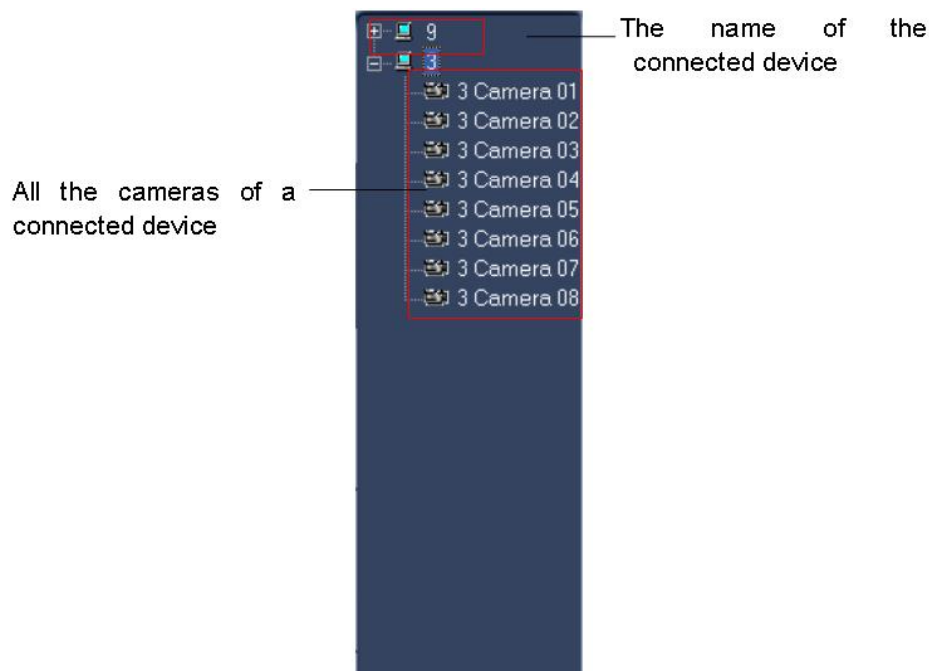 9
The name of the
connected device
3
3 Camera 01
3 Camera 02
3 Camera 03
3 Camera 04
3 Camera 05
3 Camera 06
3 Camera 07
3 Camera 08
All the cameras of a
connected device